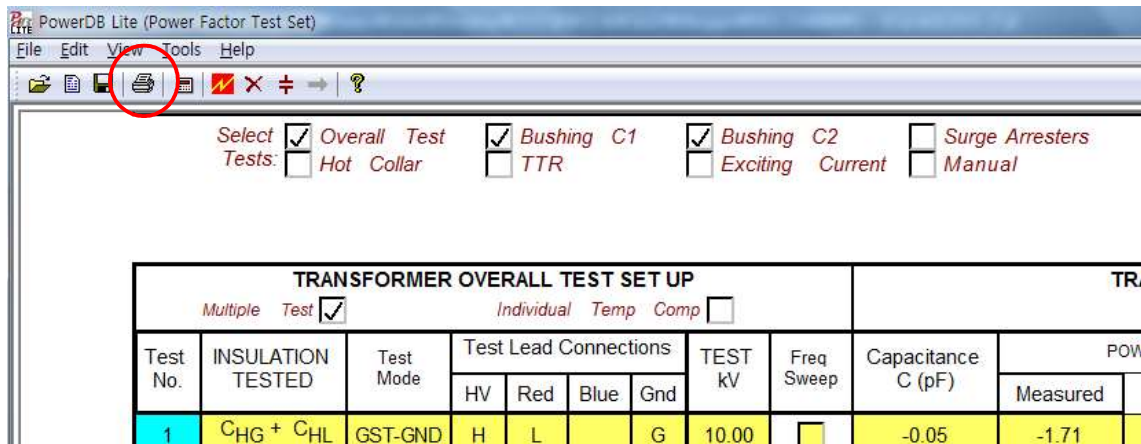 PowerDB Lite (Power Factor Test Set)
File Edit View Tools Help
Select Overall Test Bushing C1 Bushing C2 Surge Arresters
Tests: Hot Collar TTR Exciting Current Manual
TRANSFORMER OVERALL TEST SET UP TRA
Multiple Test Individual Temp Comp
Test No. INSULATION TESTED Test Mode Test Lead Connections TEST kV Freq Sweep Capacitance C (pF) POW
HV Red Blue Gnd Measured
1 CHG + CHL GST-GND H L G 10.00 -0.05 -1.71